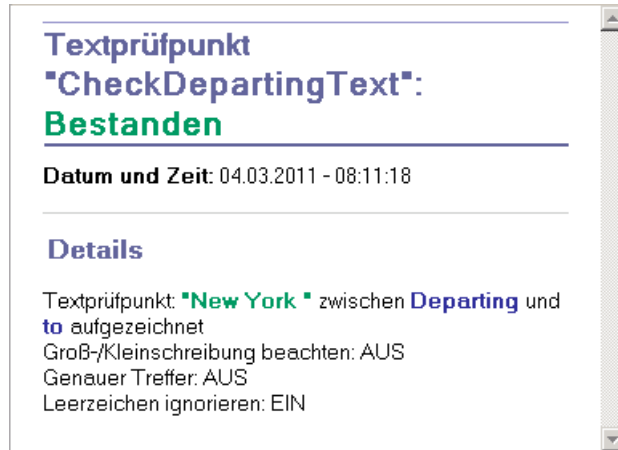 Textprüfpunkt
"CheckDepartingText":
Bestanden
Datum und Zeit: 04.03.2011 - 08:11:18
Details
Textprüfpunkt: "New York " zwischen Departing und
to aufgezeichnet
Groß-/Kleinschreibung beachten: AUS
Genauer Treffer: AUS
Leerzeichen ignorieren: EIN